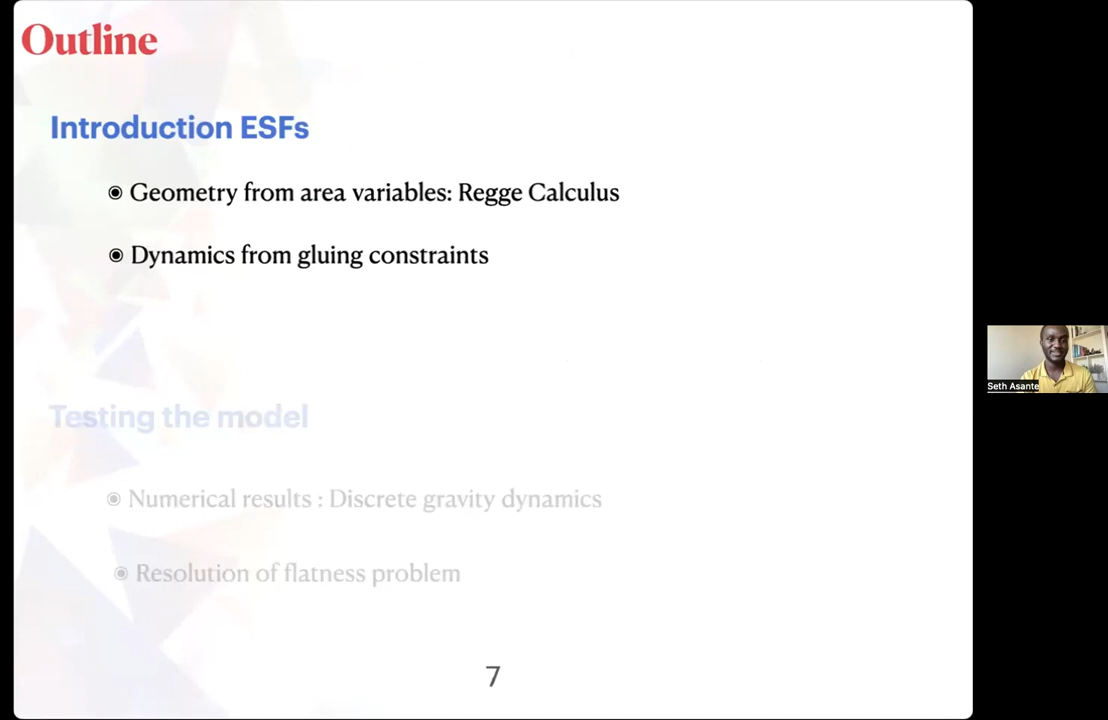 Outline
Introduction ESFs
◉ Geometry from area variables: Regge Calculus
◉ Dynamics from gluing constraints
Seth Asante
Testing the model
◉ Numerical results : Discrete gravity dynamics
◉ Resolution of flatness problem
7